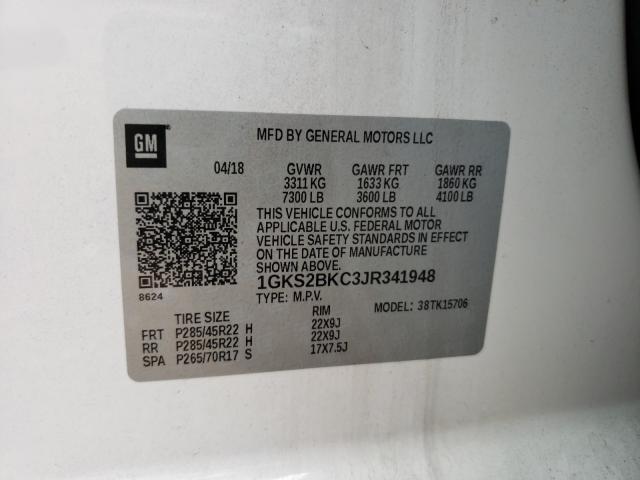 GM
MFD BY GENERAL MOTORS LLC
04/18 GVWR GAWR FRT GAWR RR
3311 KG 1633 KG 1860 KG
7300 LB 3600 LB 4100 LB
THIS VEHICLE CONFORMS TO ALL
APPLICABLE U.S. FEDERAL MOTOR
VEHICLE SAFETY STANDARDS IN EFFECT
ON THE DATE OF MANUFACTURE
SHOWN ABOVE.
8624
1GKS2BKC3JR341948
TYPE: M.P.V. MODEL: 38TK15706
TIRE SIZE RIM
FRT P285/45R22 H 22X9J
RR P285/45R22 H 22X9J
SPA P265/70R17 S 17X7.5J